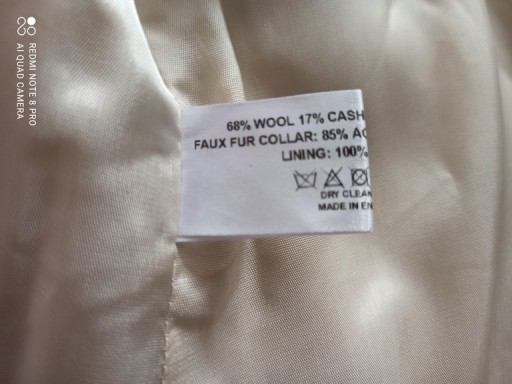 68% WOOL 17% CASH
FAUX FUR COLLAR: 85% AC
LINING: 100%
DRY CLEAN
MADE IN EN
REDMI NOTE 8 PRO
AI QUAD CAMERA